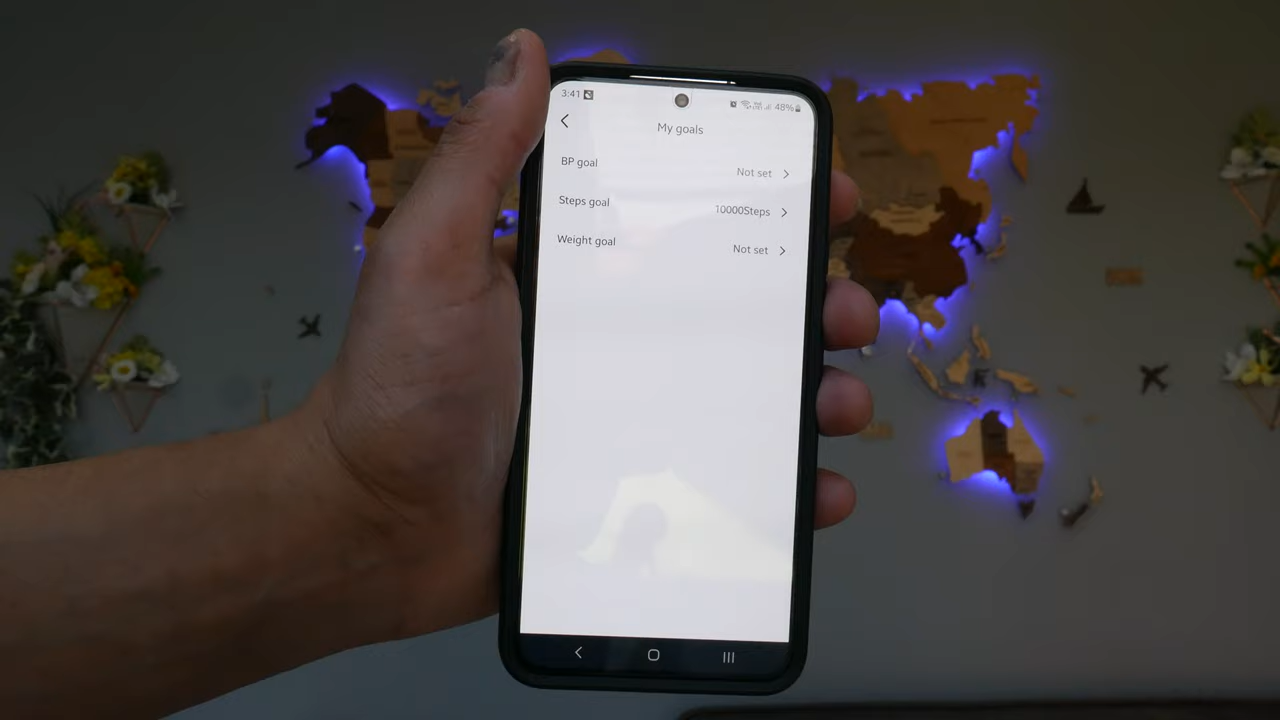 3:41
48%
My goals
BP goal
Not set
Steps goal
10000Steps
Weight goal
Not set